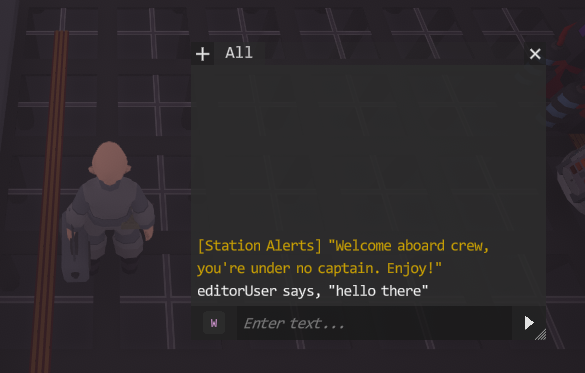 + All ×
[Station Alerts] "Welcome aboard crew,
you're under no captain. Enjoy!"
editorUser says, "hello there"
W Enter text...